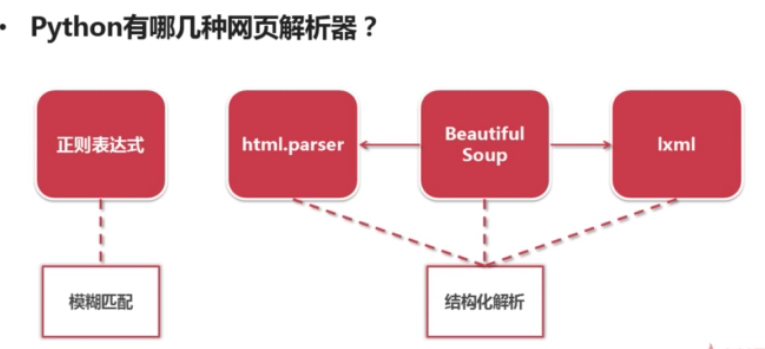 • Python有哪几种网页解析器？
正则表达式
html.parser
Beautiful
Soup
lxml
模糊匹配
结构化解析